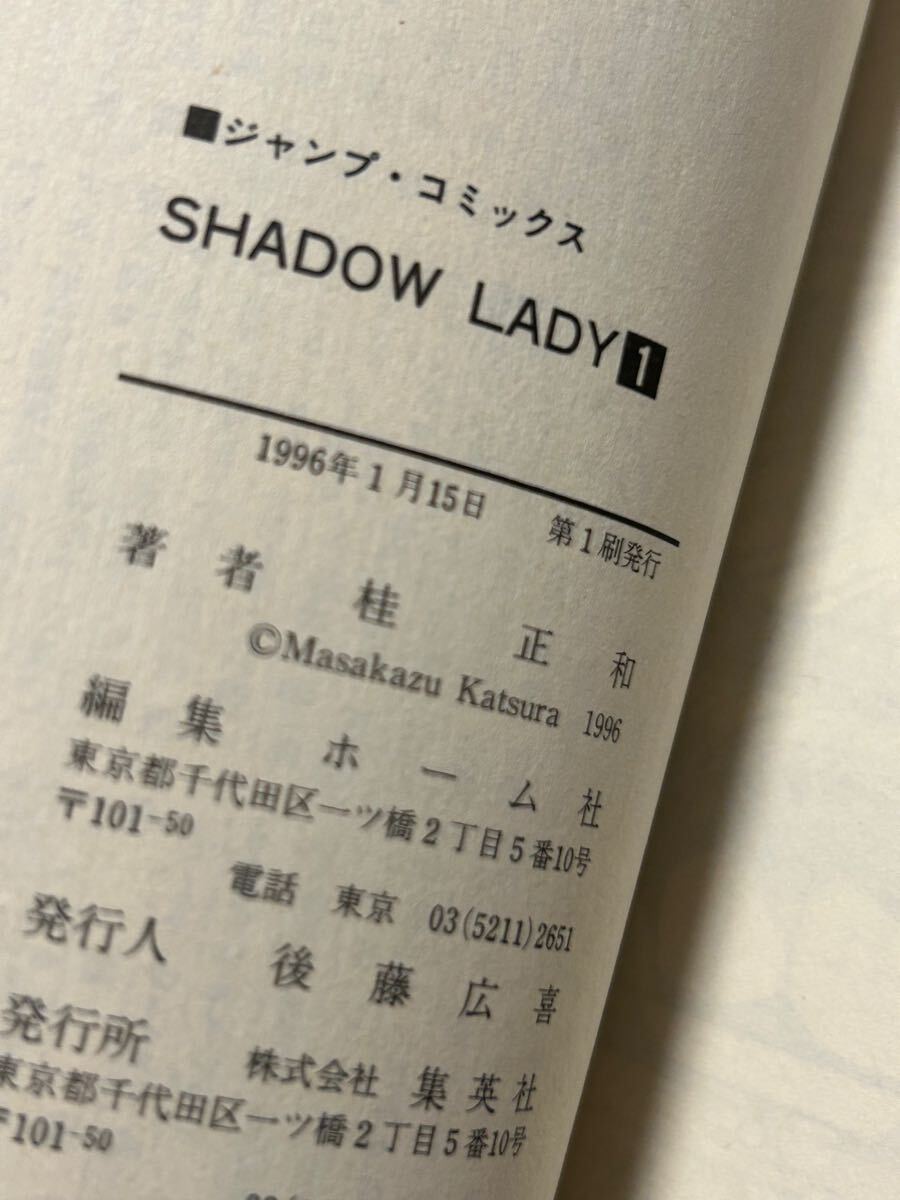 ■ジャンプ・コミックス
SHADOW LADY 1
1996年1月15日 第1刷発行
著者 桂正和
©Masakazu Katsura 1996
編集 ホーム社
東京都千代田区一ツ橋2丁目5番10号
〒101-50
電話 東京 03(5211)2651
発行人 後藤広喜
発行所 株式会社 集英社
東京都千代田区一ツ橋2丁目5番10号
〒101-50